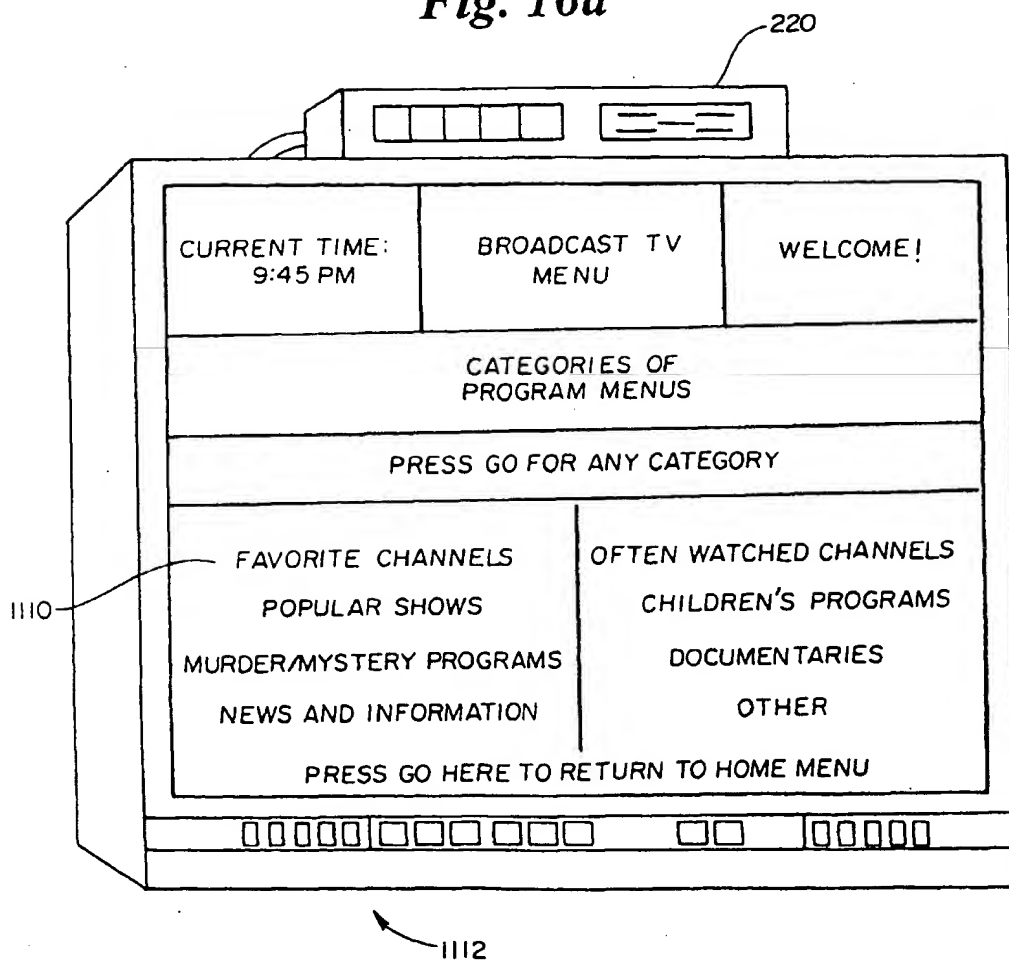 Fig. 16a
220
CURRENT TIME:
9:45 PM
BROADCAST TV
MENU
WELCOME!
CATEGORIES OF
PROGRAM MENUS
PRESS GO FOR ANY CATEGORY
FAVORITE CHANNELS
OFTEN WATCHED CHANNELS
1110
POPULAR SHOWS
CHILDREN'S PROGRAMS
MURDER/MYSTERY PROGRAMS
DOCUMENTARIES
NEWS AND INFORMATION
OTHER
PRESS GO HERE TO RETURN TO HOME MENU
1112